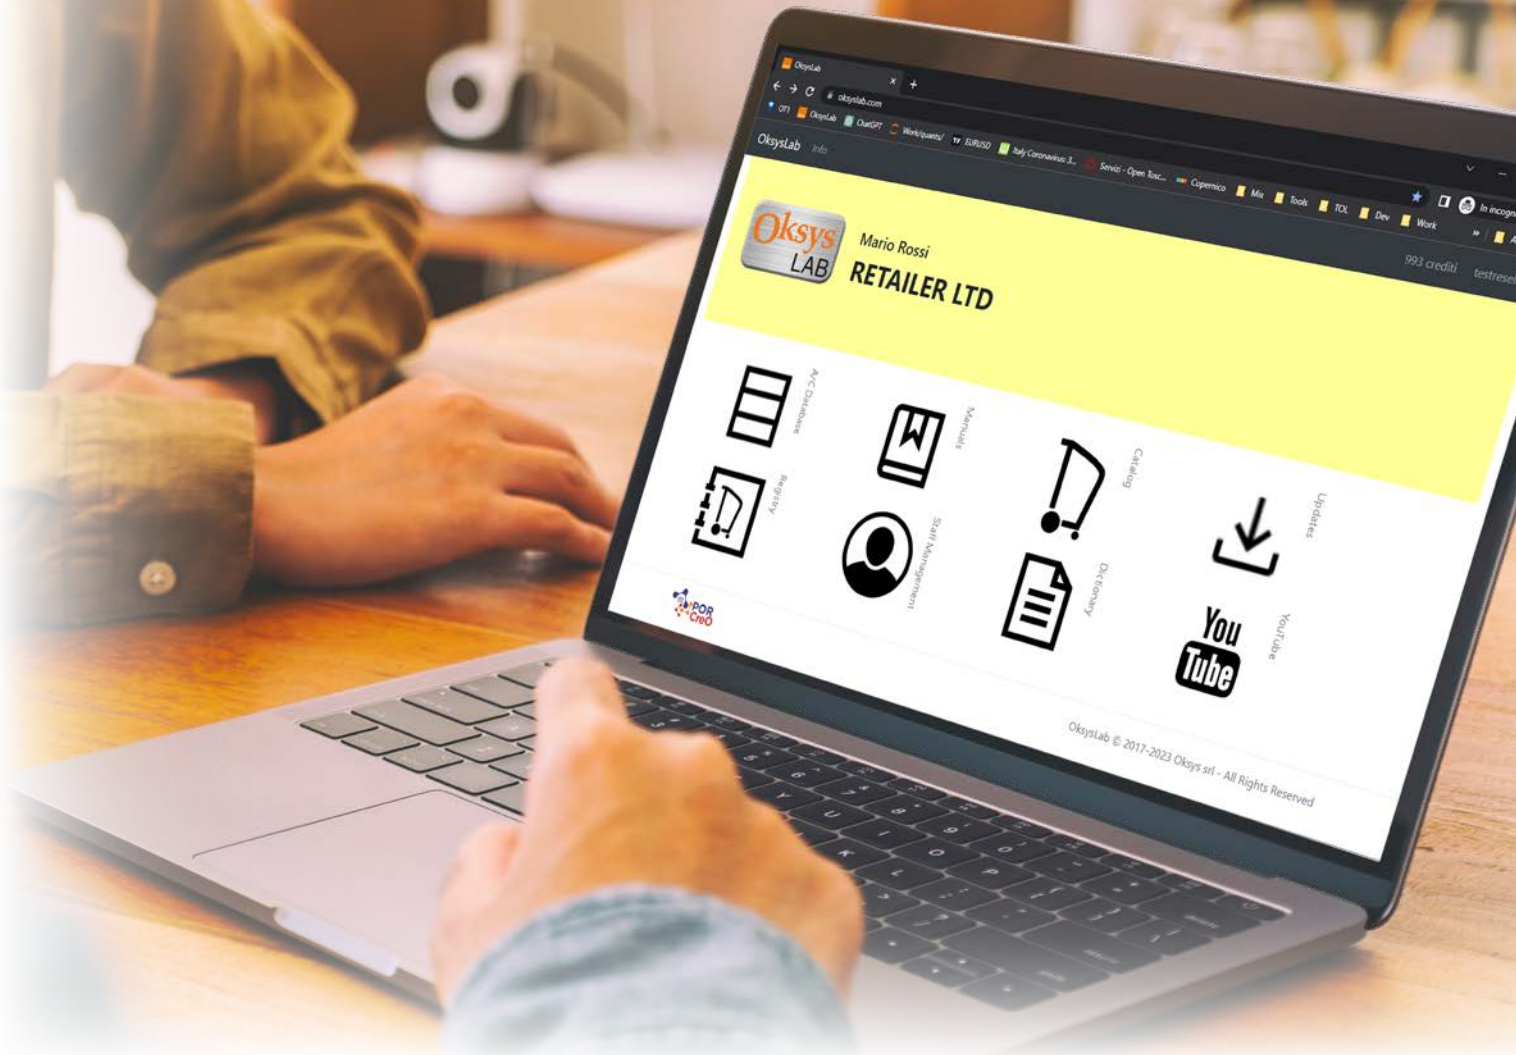 OksysLab
oksyslab.com
OT1 OksysLab ChatGPT Work/quants/ EURUSD Italy Coronavirus: 3... Servizi - Open Tosc... Copernico Mix Tools TOL Dev Work
OksysLab Info
993 crediti
In incogn
Oksys
LAB
Mario Rossi
RETAILER LTD
A/C Database
Manuals
Catalog
Updates
Registry
Staff Management
Dictionary
YouTube
You
Tube
POR
CreO
OksysLab © 2017-2023 Oksys srl - All Rights Reserved